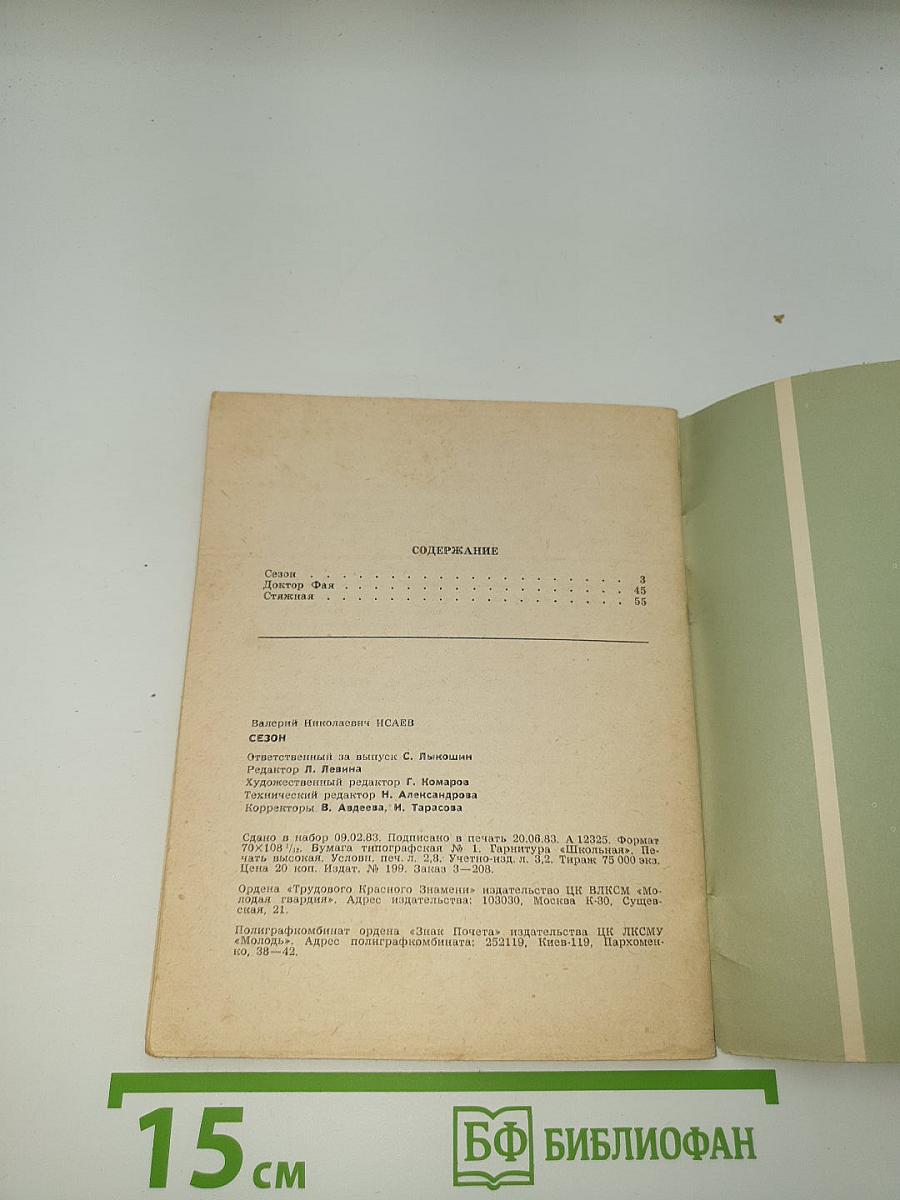 СОДЕРЖАНИЕ
Сезон . . . . . . . . . . . . . . . . . . . . 3
Доктор Фая . . . . . . . . . . . . . . . . . . 45
Стяжная . . . . . . . . . . . . . . . . . . . 55
Валерий Николаевич ИСАЕВ
СЕЗОН
Ответственный за выпуск С. Лыкошин
Редактор Л. Левина
Художественный редактор Г. Комаров
Технический редактор Н. Александрова
Корректоры В. Авдеева, И. Тарасова
Сдано в набор 09.02.83. Подписано в печать 20.06.83. А 12325. Формат
70×108 1/32. Бумага типографская № 1. Гарнитура «Школьная». Пе-
чать высокая. Условн. печ. л. 2,8. Учетно-изд. л. 3,2. Тираж 75 000 экз.
Цена 20 коп. Издат. № 199. Заказ 3—208.
Ордена «Трудового Красного Знамени» издательство ЦК ВЛКСМ «Мо-
лодая гвардия». Адрес издательства: 103030, Москва К-30, Сущев-
ская, 21.
Полиграфкомбинат ордена «Знак Почета» издательства ЦК ЛКСМУ
«Молодь». Адрес полиграфкомбината: 252119, Киев-119, Пархомен-
ко, 38—42.
15 см
БФ БИБЛИОФАН